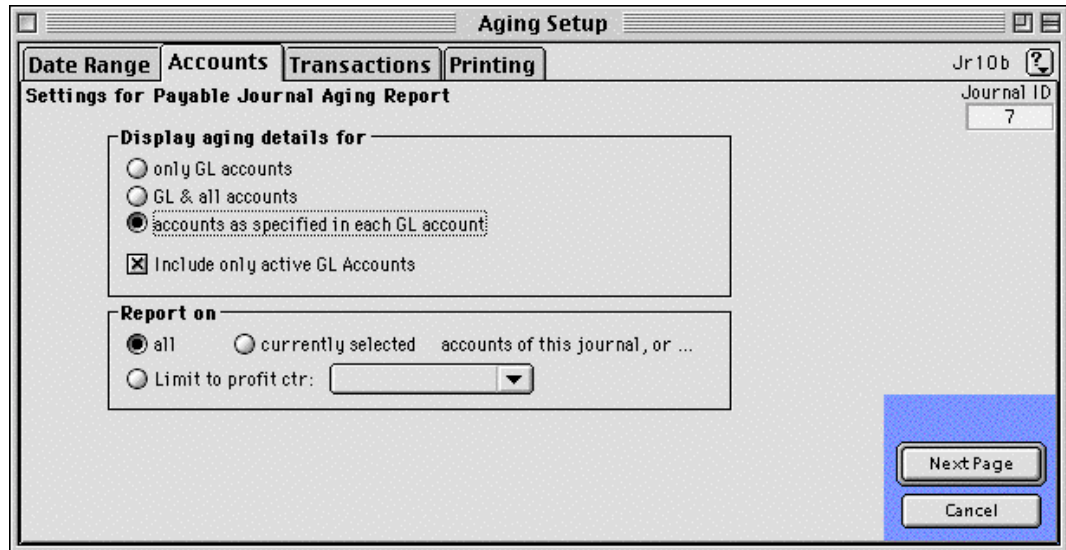 Aging Setup
Date Range Accounts Transactions Printing Jr10b ?
Settings for Payable Journal Aging Report Journal ID
7
Display aging details for
only GL accounts
GL & all accounts
accounts as specified in each GL account
Include only active GL Accounts
Report on
all currently selected accounts of this journal, or ...
Limit to profit ctr:
Next Page
Cancel